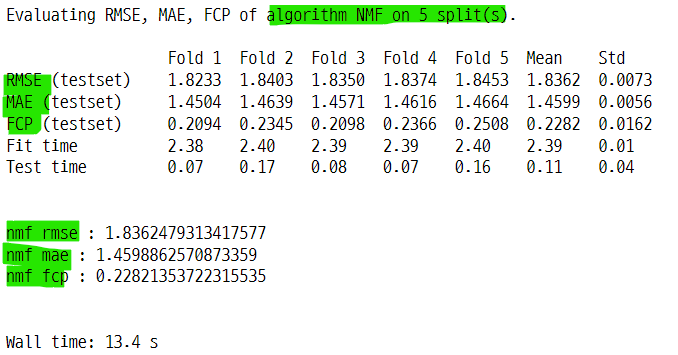 Evaluating RMSE, MAE, FCP of algorithm NMF on 5 split(s).
Fold 1 Fold 2 Fold 3 Fold 4 Fold 5 Mean Std
RMSE (testset) 1.8233 1.8403 1.8350 1.8374 1.8453 1.8362 0.0073
MAE (testset) 1.4504 1.4639 1.4571 1.4616 1.4664 1.4599 0.0056
FCP (testset) 0.2094 0.2345 0.2098 0.2366 0.2508 0.2282 0.0162
Fit time 2.38 2.40 2.39 2.39 2.40 2.39 0.01
Test time 0.07 0.17 0.08 0.07 0.16 0.11 0.04
nmf rmse : 1.8362479313417577
nmf mae : 1.4598862570873359
nmf fcp : 0.22821353722315535
Wall time: 13.4 s